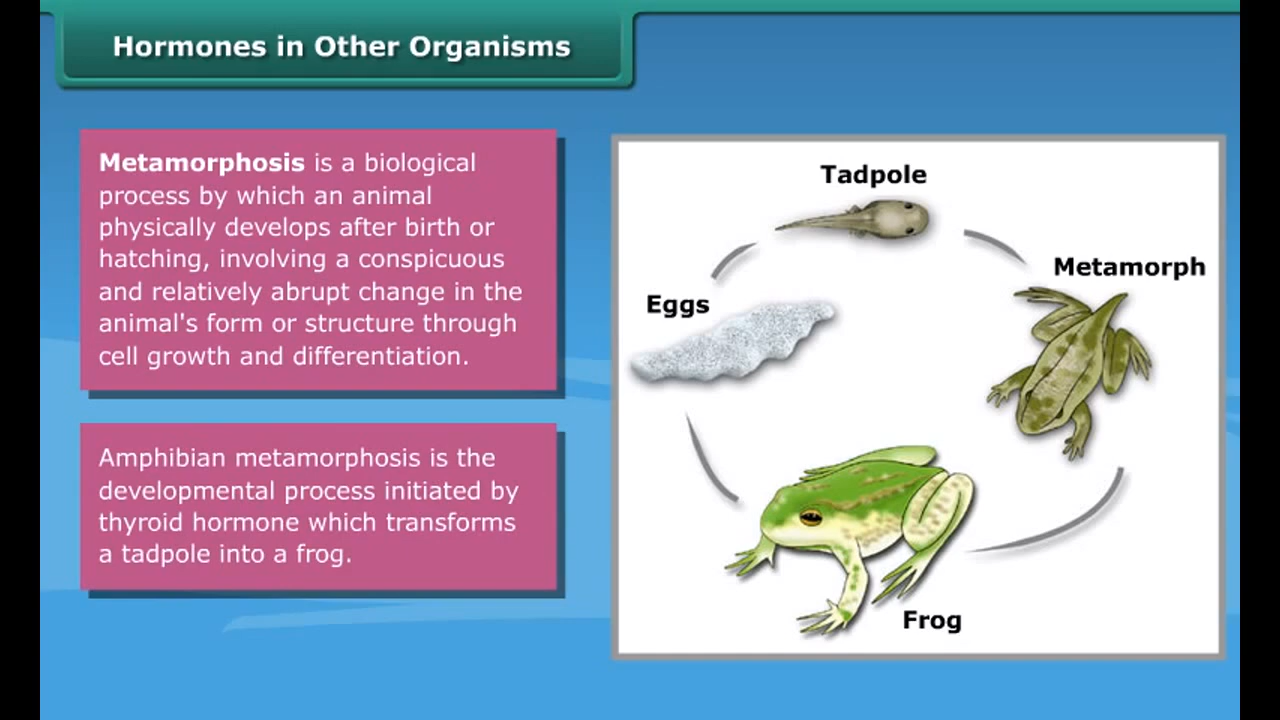 Hormones in Other Organisms
Metamorphosis is a biological
process by which an animal
physically develops after birth or
hatching, involving a conspicuous
and relatively abrupt change in the
animal's form or structure through
cell growth and differentiation.
Amphibian metamorphosis is the
developmental process initiated by
thyroid hormone which transforms
a tadpole into a frog.
Tadpole
Metamorph
Eggs
Frog